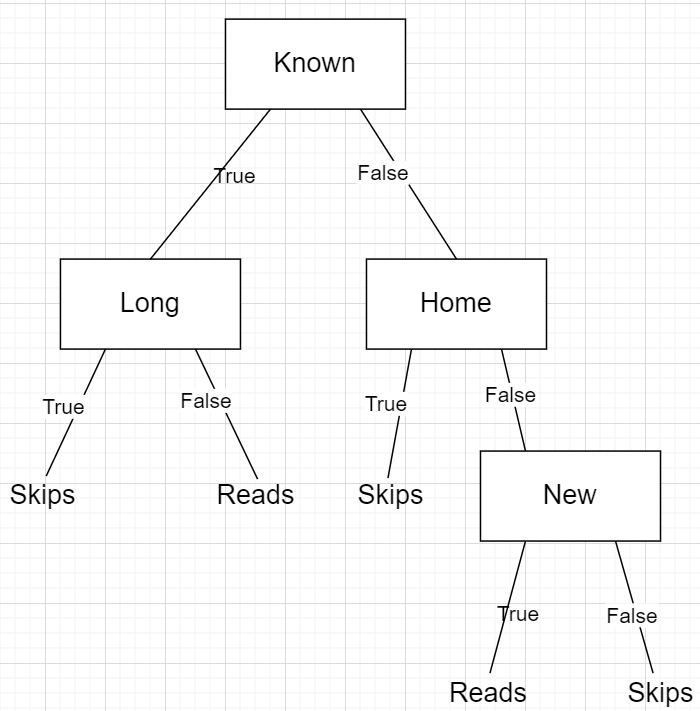 Known
True
False
Long
Home
True
False
True
False
Skips
Reads
Skips
New
True
False
Reads
Skips